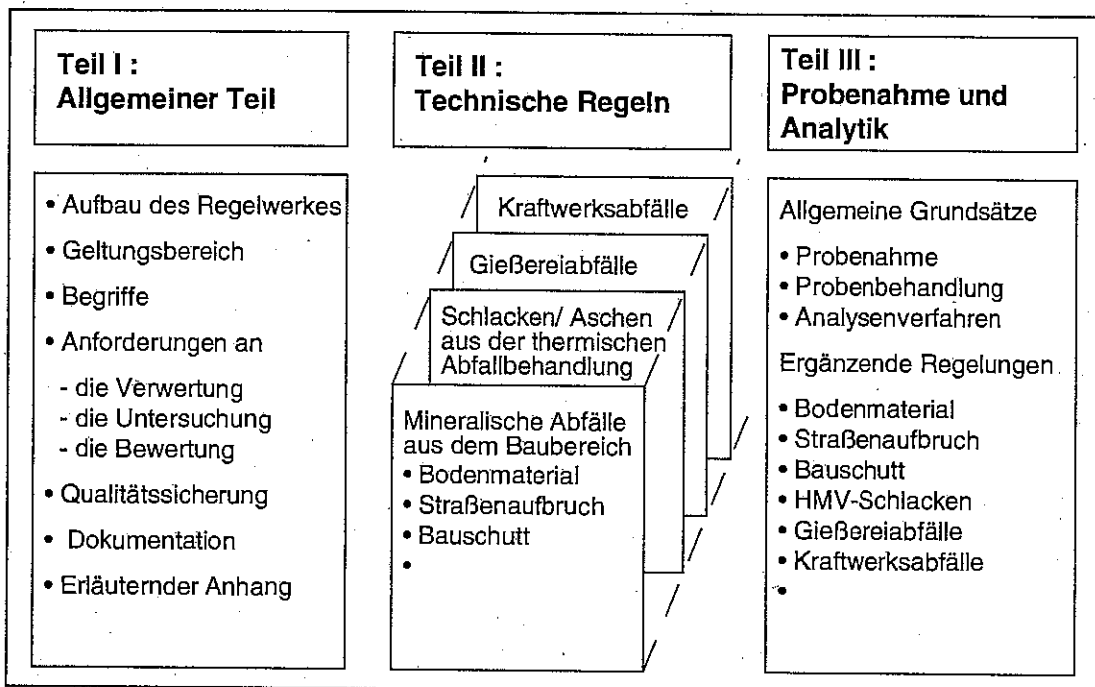 Teil I :
Allgemeiner Teil
• Aufbau des Regelwerkes
• Geltungsbereich
• Begriffe
• Anforderungen an
- die Verwertung
- die Untersuchung
- die Bewertung
• Qualitätssicherung
• Dokumentation
• Erläuternder Anhang
Teil II :
Technische Regeln
Kraftwerksabfälle
Gießereiabfälle
Schlacken/ Aschen
aus der thermischen
Abfallbehandlung
Mineralische Abfälle
aus dem Baubereich
• Bodenmaterial
• Straßenaufbruch
• Bauschutt
•
Teil III :
Probenahme und
Analytik
Allgemeine Grundsätze
• Probenahme
• Probenbehandlung
• Analysenverfahren
Ergänzende Regelungen
• Bodenmaterial
• Straßenaufbruch
• Bauschutt
• HMV-Schlacken
• Gießereiabfälle
• Kraftwerksabfälle
•